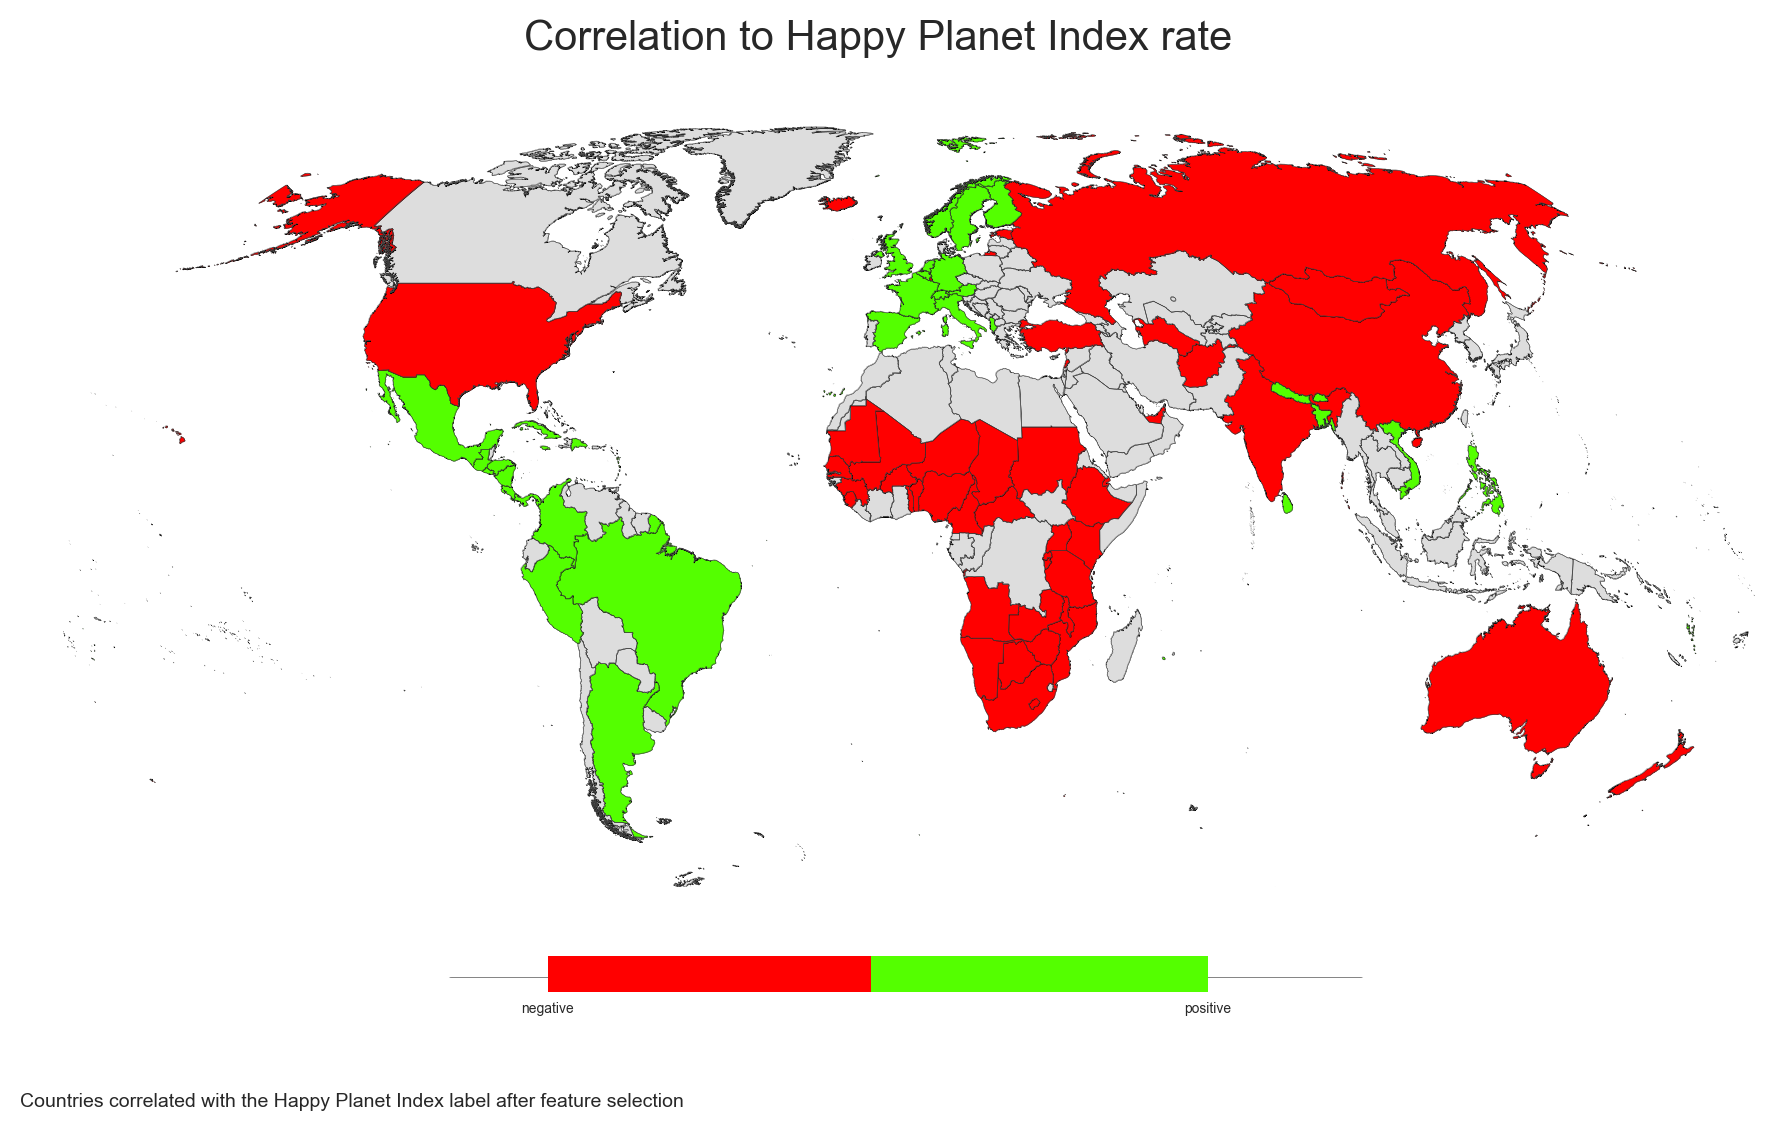 Correlation to Happy Planet Index rate
negative
positive
Countries correlated with the Happy Planet Index label after feature selection